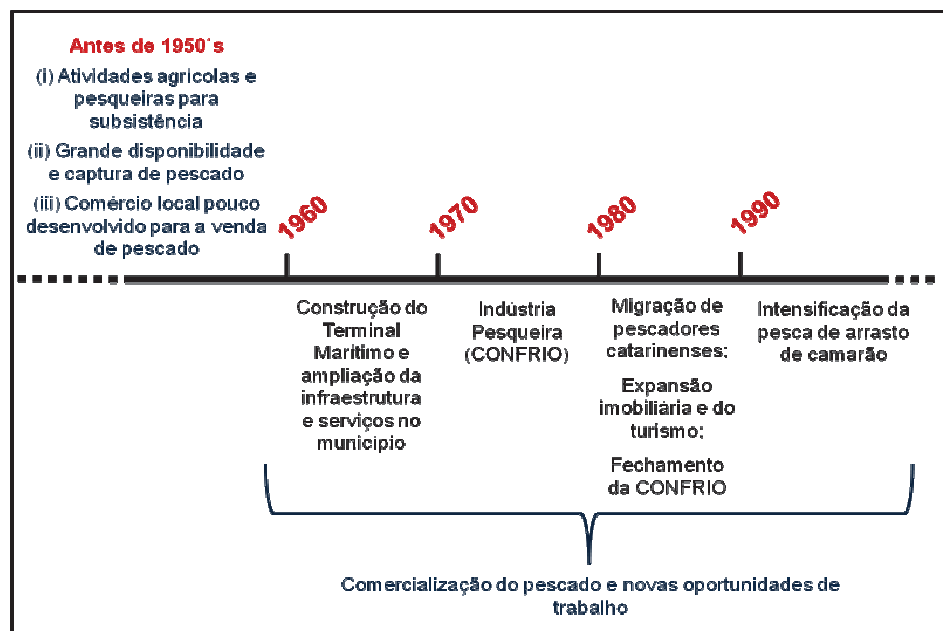 Antes de 1950´s
(i) Atividades agrícolas e
pesqueiras para
subsistência
(ii) Grande disponibilidade
e captura de pescado
(iii) Comércio local pouco
desenvolvido para a venda
de pescado
1960
1970
1980
1990
Construção do
Terminal
Marítimo e
ampliação da
infraestrutura
e serviços no
município
Indústria
Pesqueira
(CONFRIO)
Migração de
pescadores
catarinenses;
Expansão
imobiliária e do
turismo;
Fechamento
da CONFRIO
Intensificação da
pesca de arrasto
de camarão
Comercialização do pescado e novas oportunidades de
trabalho